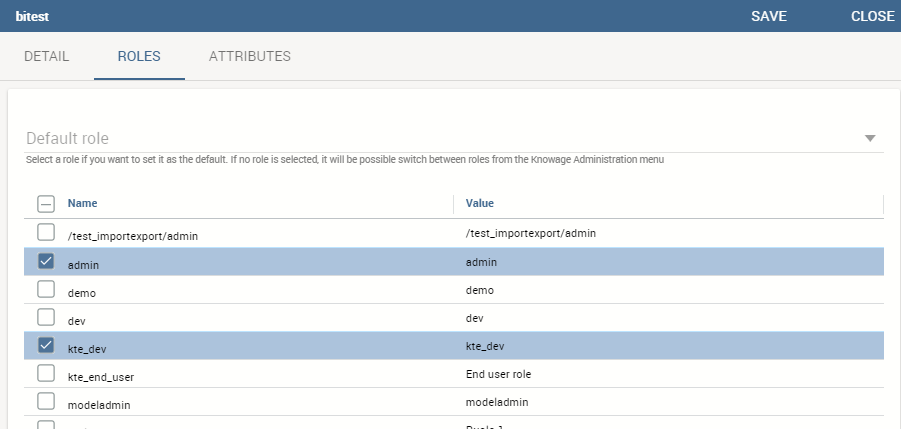 bitest SAVE CLOSE
DETAIL ROLES ATTRIBUTES
Default role
Select a role if you want to set it as the default. If no role is selected, it will be possible switch between roles from the Knowage Administration menu
Name Value
/test_importexport/admin /test_importexport/admin
admin admin
demo demo
dev dev
kte_dev kte_dev
kte_end_user End user role
modeladmin modeladmin